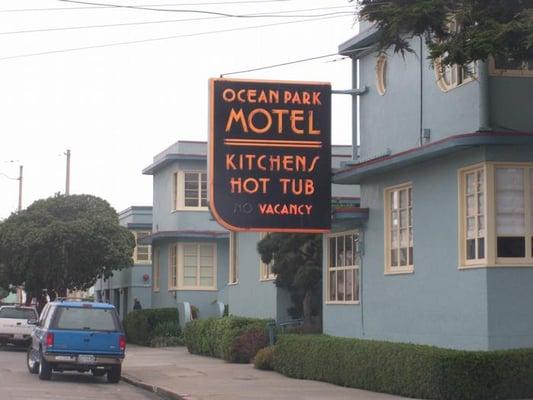 OCEAN PARK
MOTEL
KITCHENS
HOT TUB
NO VACANCY